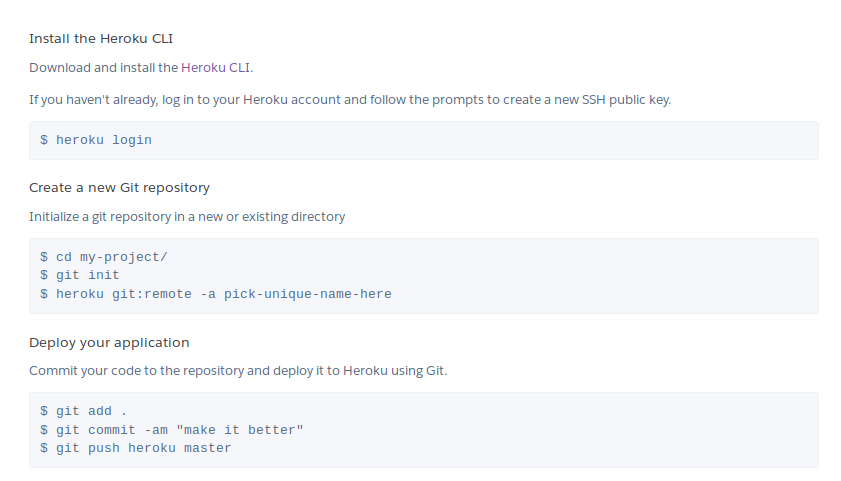 Install the Heroku CLI
Download and install the Heroku CLI.
If you haven't already, log in to your Heroku account and follow the prompts to create a new SSH public key.
$ heroku login
Create a new Git repository
Initialize a git repository in a new or existing directory
$ cd my-project/
$ git init
$ heroku git:remote -a pick-unique-name-here
Deploy your application
Commit your code to the repository and deploy it to Heroku using Git.
$ git add .
$ git commit -am "make it better"
$ git push heroku master